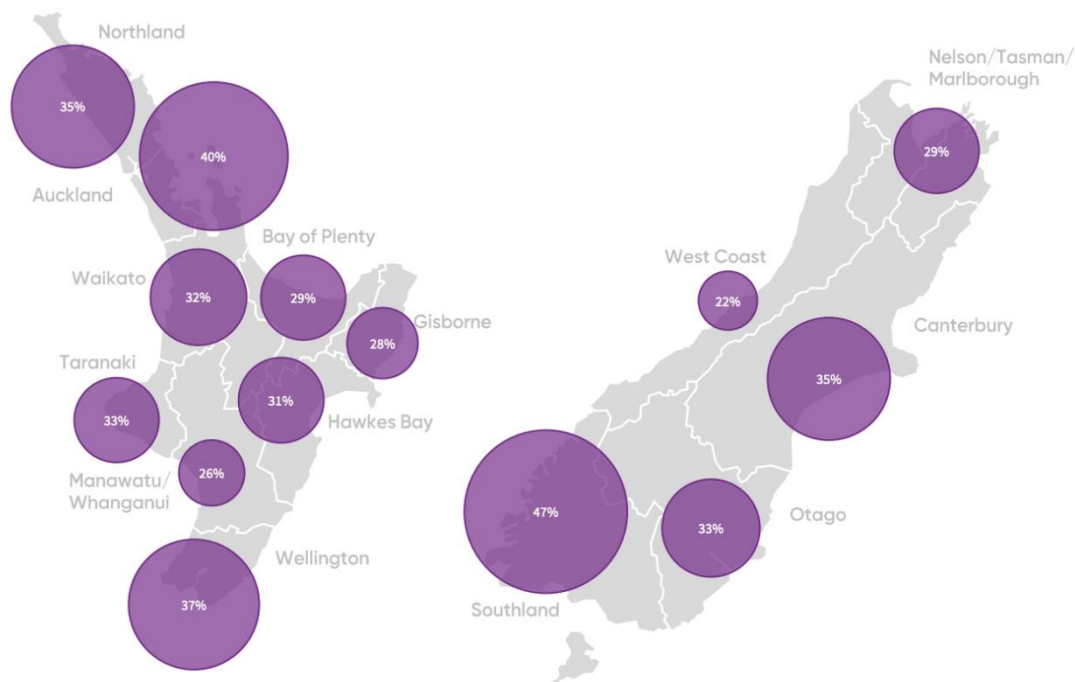 Northland
35%
40%
Auckland
Bay of Plenty
Waikato
32%
29%
Gisborne
28%
Taranaki
33%
31%
Hawkes Bay
26%
Manawatu/
Whanganui
Wellington
37%
Nelson/Tasman/
Marlborough
29%
West Coast
22%
Canterbury
35%
47%
33%
Otago
Southland